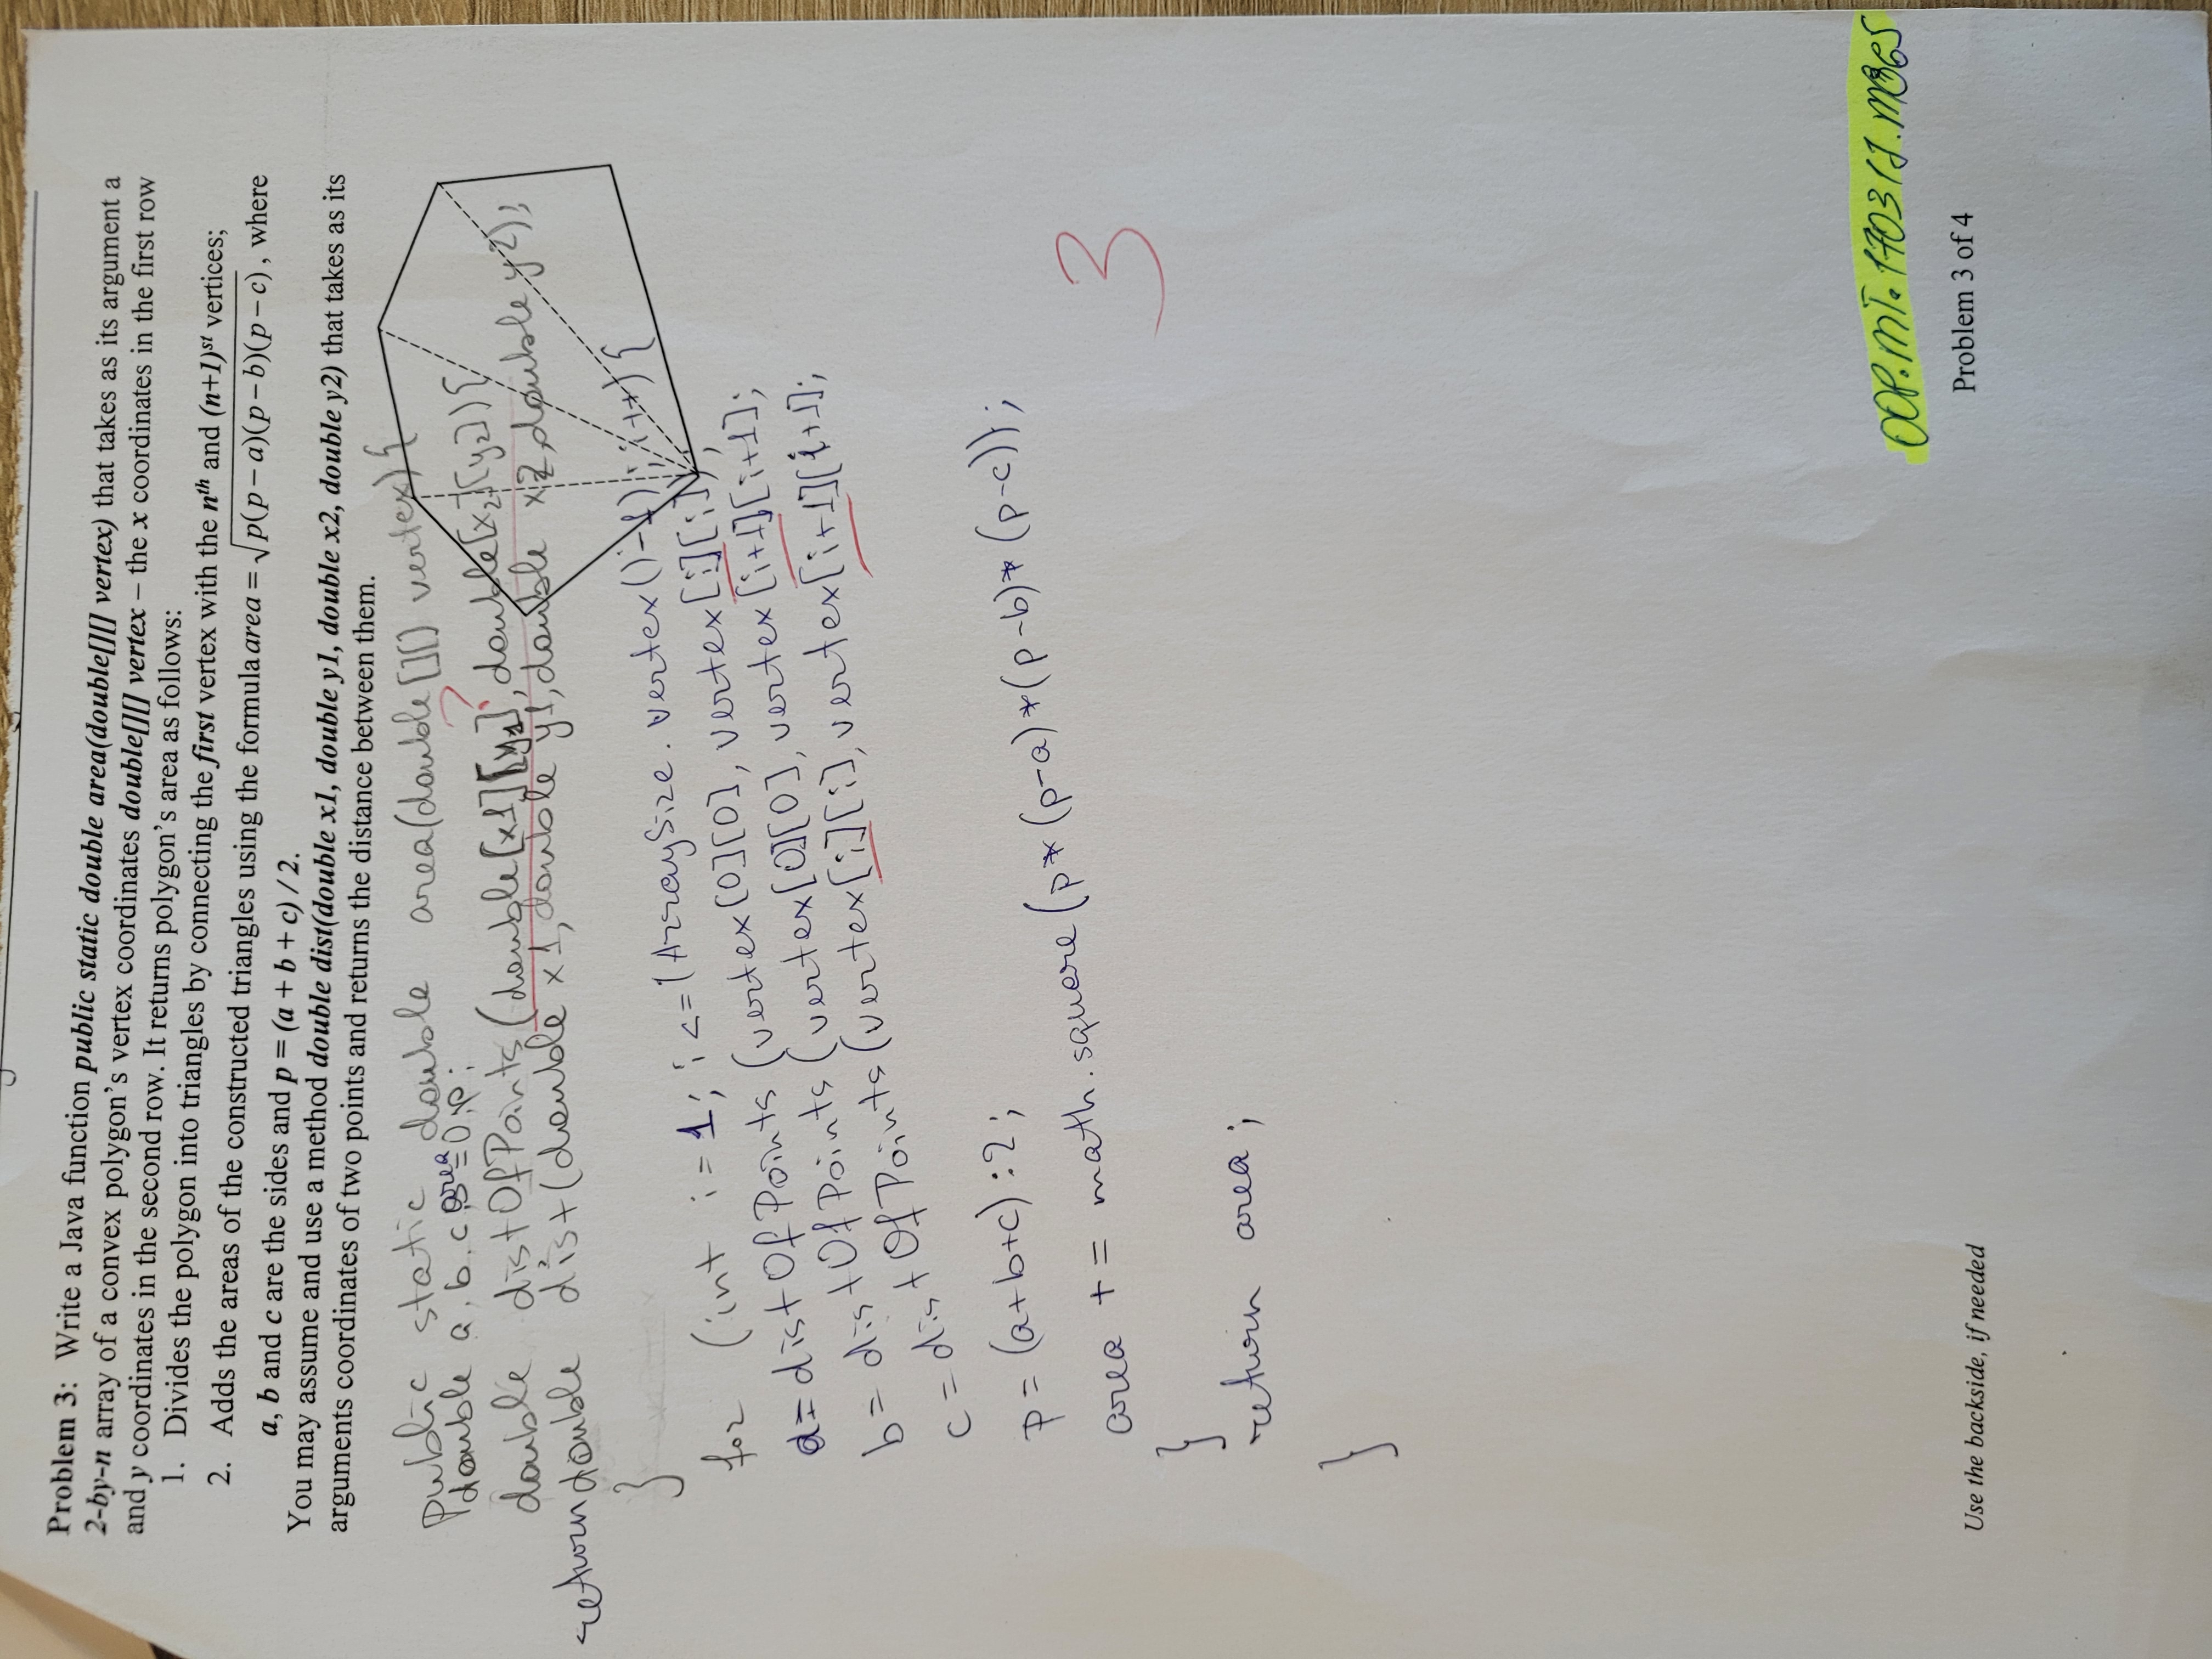 Problem 3: Write a Java function public static double area(double[][] vertex) that takes as its argument a
2-by-n array of a convex polygon's vertex coordinates double[][] vertex – the x coordinates in the first row
and y coordinates in the second row. It returns polygon's area as follows:
1. Divides the polygon into triangles by connecting the first vertex with the nth and (n+1)st vertices;
2. Adds the areas of the constructed triangles using the formula area = √p(p – a)(p – b)(p – c) , where
a, b and c are the sides and p = (a + b + c) / 2.
You may assume and use a method double dist(double x1, double y1, double x2, double y2) that takes as its
arguments coordinates of two points and returns the distance between them.
public static double area(double[][] vertex){
double a, b, c, area = 0, p;
?
double distOfPoints (double[x1][y1], double[x2][y2]){
return double dist(double x1, double y1, double x2, double y2);
}
for (int i = 1; i <= (ArraySize.vertex()-1); i++){
a = distOfPoints (vertex[0][0], vertex[i][i]);
b = distOfPoints (vertex[0][0], vertex[i+1][i+1];
c = distOfPoints (vertex[i][i], vertex[i+1][i+1];
p = (a+b+c) :2;
area += math.square(p*(p-a)*(p-b)*(p-c));
3
}
return area;
}
Use the backside, if needed
Problem 3 of 4